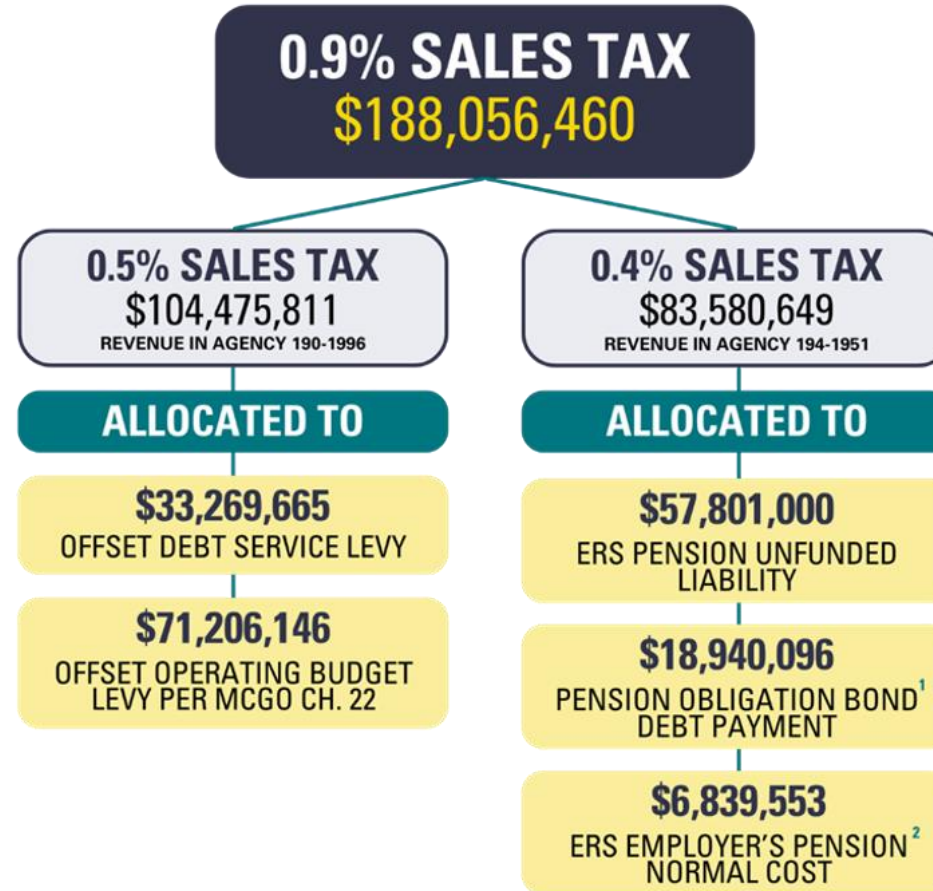 0.9% SALES TAX
$188,056,460
0.5% SALES TAX
$104,475,811
REVENUE IN AGENCY 190-1996
ALLOCATED TO
$33,269,665
OFFSET DEBT SERVICE LEVY
$71,206,146
OFFSET OPERATING BUDGET
LEVY PER MCGO CH. 22
0.4% SALES TAX
$83,580,649
REVENUE IN AGENCY 194-1951
ALLOCATED TO
$57,801,000
ERS PENSION UNFUNDED
LIABILITY
$18,940,096
PENSION OBLIGATION BOND¹
DEBT PAYMENT
$6,839,553
ERS EMPLOYER'S PENSION²
NORMAL COST